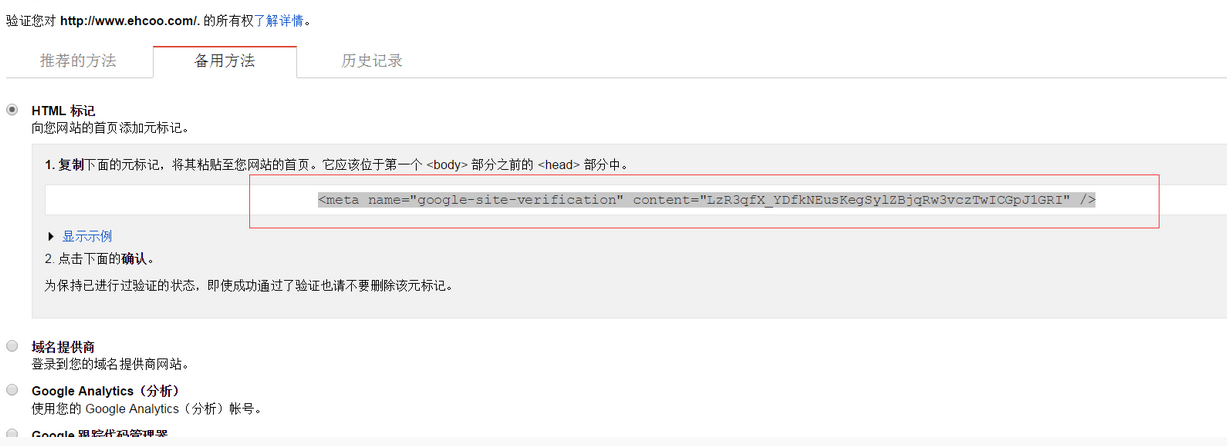 验证您对 http://www.ehcoo.com/. 的所有权了解详情。
推荐的方法 备用方法 历史记录
HTML 标记
向您网站的首页添加元标记。
1. 复制下面的元标记，将其粘贴至您网站的首页。它应该位于第一个 <body> 部分之前的 <head> 部分中。
<meta name="google-site-verification" content="LzR3qfX_YDfkNEusKegSylZBjqRw3vczTwICGpJ1GRI" />
显示示例
2. 点击下面的确认。
为保持已进行过验证的状态，即使成功通过了验证也请不要删除该元标记。
域名提供商
登录到您的域名提供商网站。
Google Analytics（分析）
使用您的 Google Analytics（分析）帐号。
Google 跟踪代码管理器